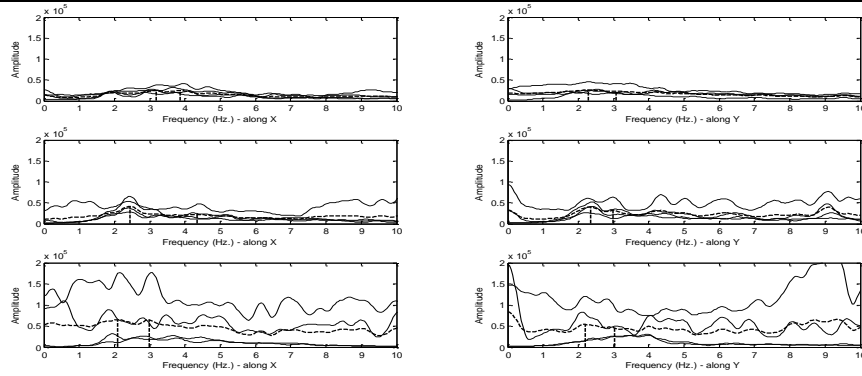 x 10^5 x 10^5
2 2
1.5 1.5
Amplitude 1 Amplitude 1
0.5 0.5
0 0
0 1 2 3 4 5 6 7 8 9 10 0 1 2 3 4 5 6 7 8 9 10
Frequency (Hz.) - along X Frequency (Hz.) - along Y
x 10^5 x 10^5
2 2
1.5 1.5
Amplitude 1 Amplitude 1
0.5 0.5
0 0
0 1 2 3 4 5 6 7 8 9 10 0 1 2 3 4 5 6 7 8 9 10
Frequency (Hz.) - along X Frequency (Hz.) - along Y
x 10^5 x 10^5
2 2
1.5 1.5
Amplitude 1 Amplitude 1
0.5 0.5
0 0
0 1 2 3 4 5 6 7 8 9 10 0 1 2 3 4 5 6 7 8 9 10
Frequency (Hz.) - along X Frequency (Hz.) - along Y